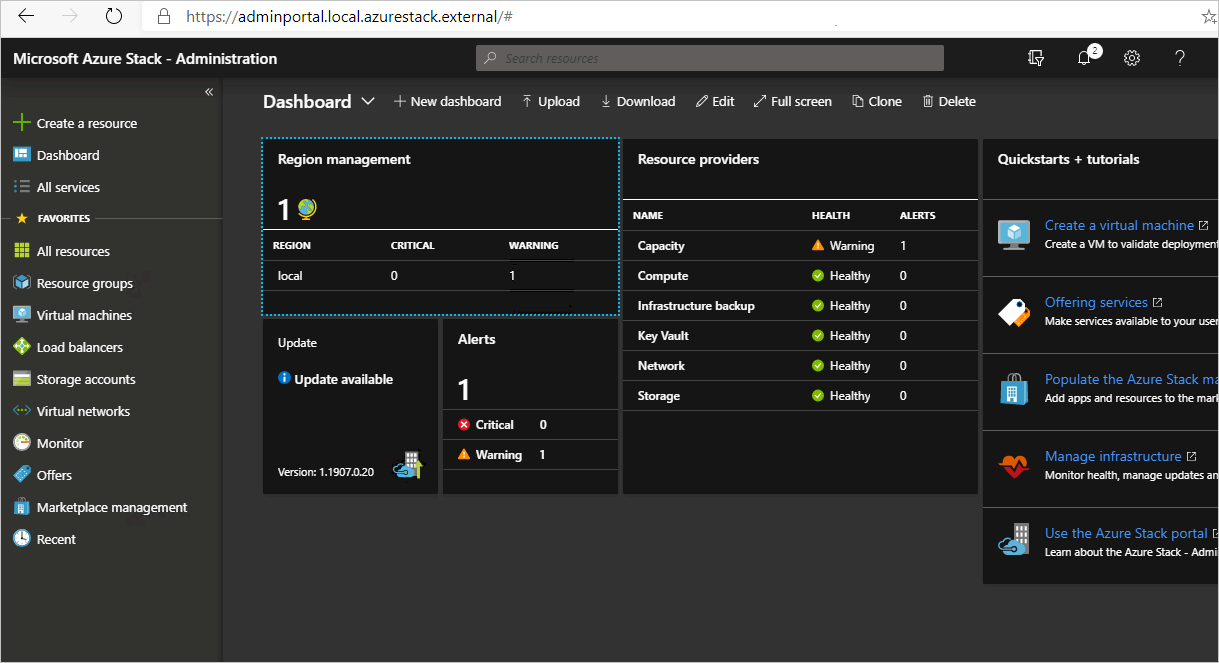 https://adminportal.local.azurestack.external/#
Microsoft Azure Stack - Administration
Search resources
2
?
«
Create a resource
Dashboard
All services
FAVORITES
All resources
Resource groups
Virtual machines
Load balancers
Storage accounts
Virtual networks
Monitor
Offers
Marketplace management
Recent
Dashboard
New dashboard
Upload
Download
Edit
Full screen
Clone
Delete
Region management
1
REGION CRITICAL WARNING
local 0 1
Update
Update available
Version: 1.1907.0.20
Alerts
1
Critical 0
Warning 1
Resource providers
NAME HEALTH ALERTS
Capacity Warning 1
Compute Healthy 0
Infrastructure backup Healthy 0
Key Vault Healthy 0
Network Healthy 0
Storage Healthy 0
Quickstarts + tutorials
Create a virtual machine
Create a VM to validate deployment
Offering services
Make services available to your user
Populate the Azure Stack ma
Add apps and resources to the mark
Manage infrastructure
Monitor health, manage updates an
Use the Azure Stack portal
Learn about the Azure Stack - Admi